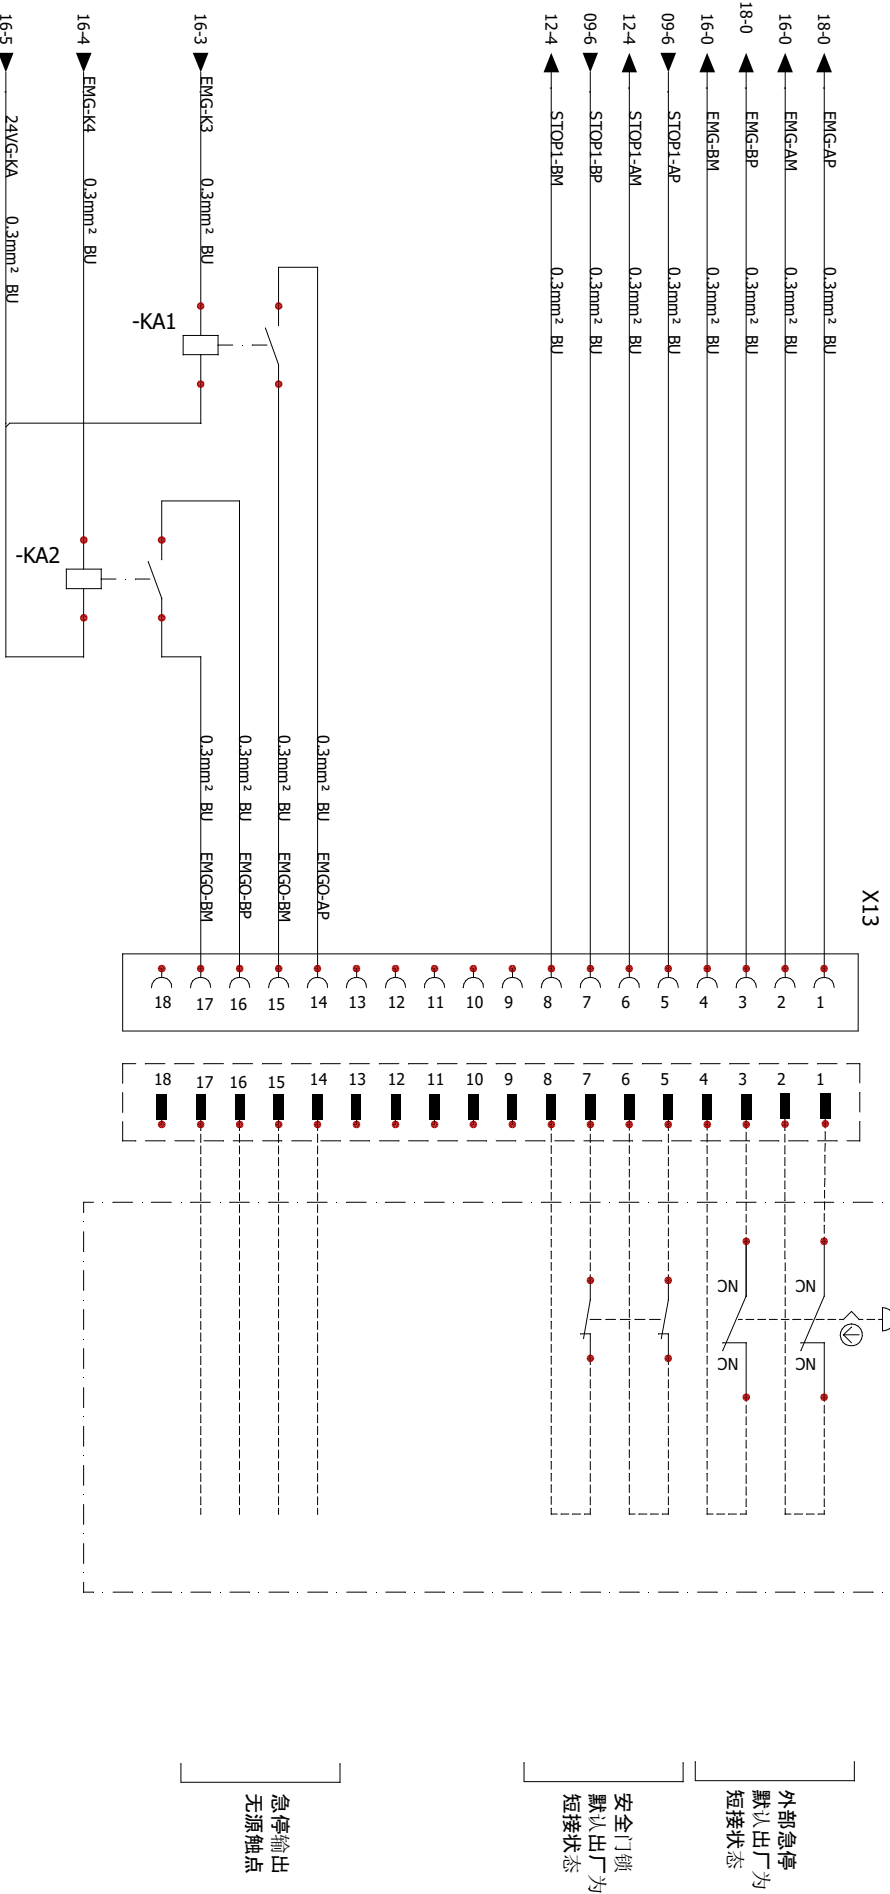 16-5
16-4
16-3
12-4
09-6
12-4
09-6
16-0
18-0
16-0
18-0
24VG-KA
0.3mm² BU
EMG-K4
0.3mm² BU
EMG-K3
0.3mm² BU
STOP1-BM
0.3mm² BU
STOP1-BP
0.3mm² BU
STOP1-AM
0.3mm² BU
STOP1-AP
0.3mm² BU
EMG-BM
0.3mm² BU
EMG-BP
0.3mm² BU
EMG-AM
0.3mm² BU
EMG-AP
0.3mm² BU
-KA1
-KA2
0.3mm² BU
EMGO-BM
0.3mm² BU
EMGO-BP
0.3mm² BU
EMGO-BM
0.3mm² BU
EMGO-AP
X13
18 17 16 15 14 13 12 11 10 9 8 7 6 5 4 3 2 1
18 17 16 15 14 13 12 11 10 9 8 7 6 5 4 3 2 1
NC
NC
NC
NC
急停输出
无源触点
安全门锁
默认出厂为
短接状态
外部急停
默认出厂为
短接状态